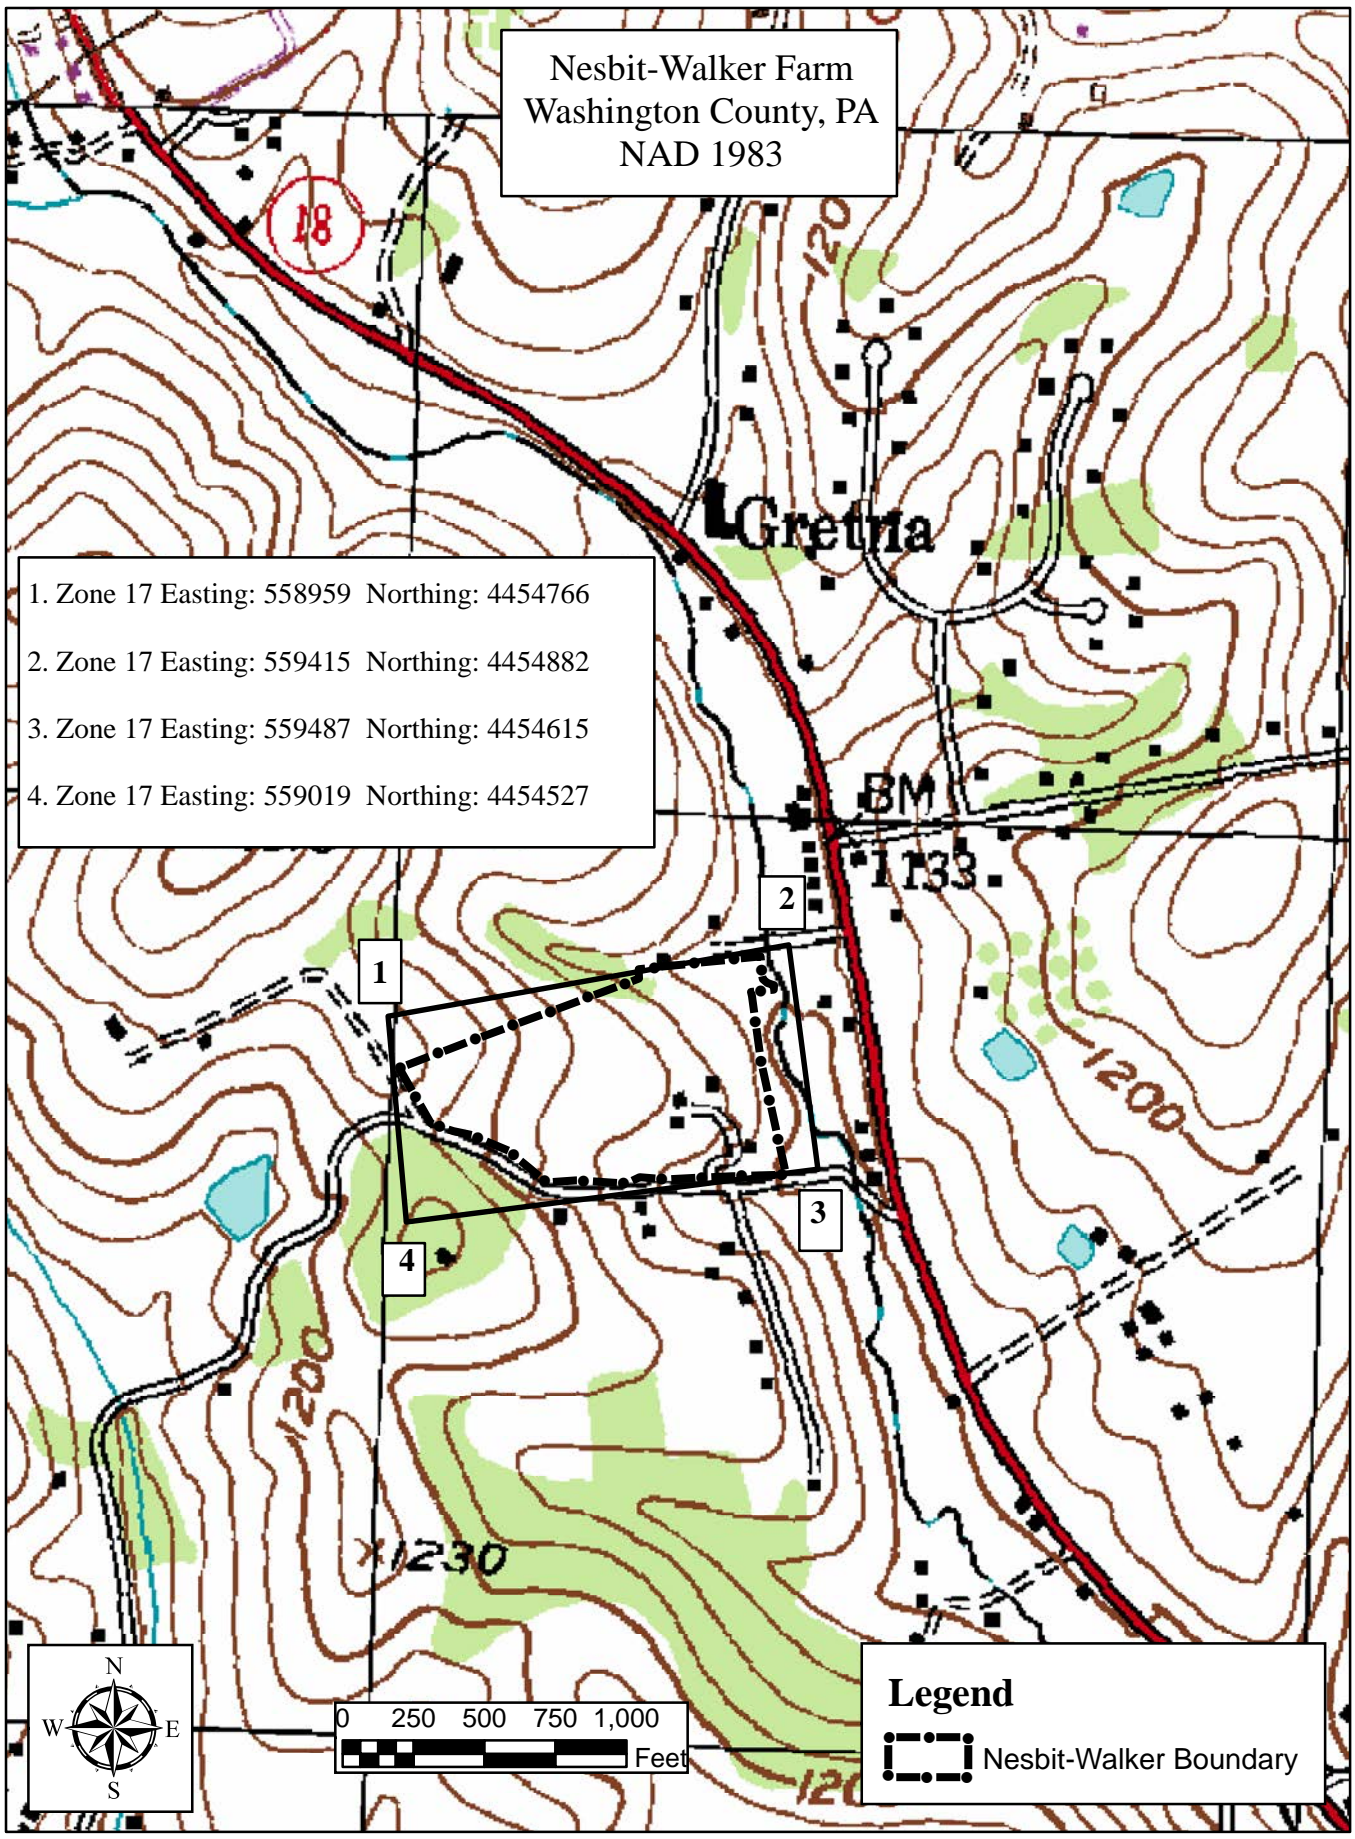 Nesbit-Walker Farm
Washington County, PA
NAD 1983
18
120
Gretna
1. Zone 17 Easting: 558959 Northing: 4454766
2. Zone 17 Easting: 559415 Northing: 4454882
3. Zone 17 Easting: 559487 Northing: 4454615
4. Zone 17 Easting: 559019 Northing: 4454527
BM
1133
2
1
1200
3
4
1200
1230
N
W E
S
0 250 500 750 1,000
Feet
Legend
Nesbit-Walker Boundary
120